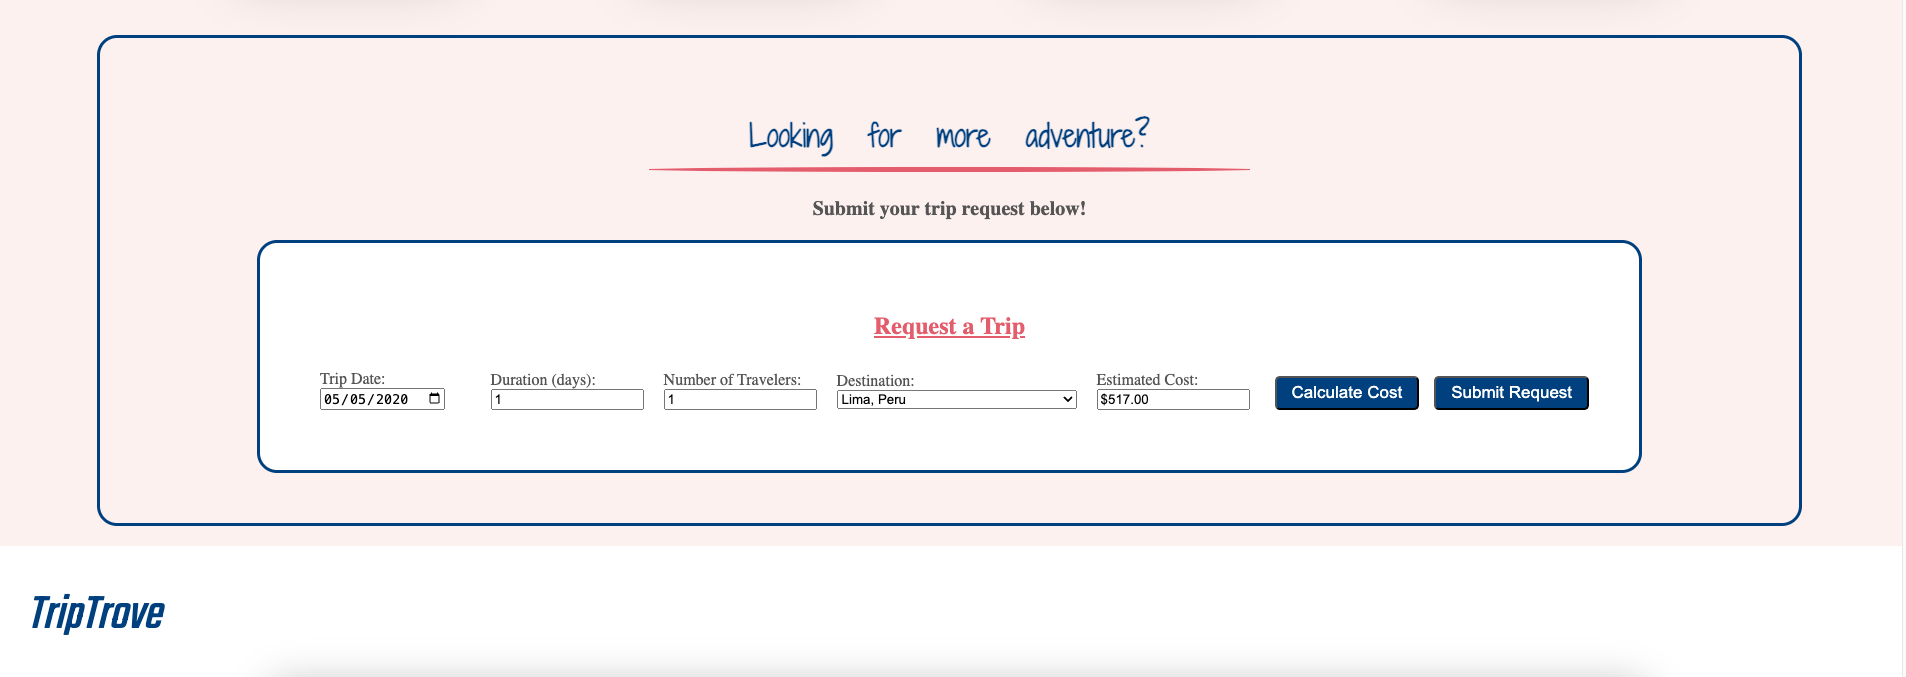 Looking for more adventure?
Submit your trip request below!
Request a Trip
Trip Date: Duration (days): Number of Travelers: Destination: Estimated Cost:
05/05/2020 1 1 Lima, Peru $517.00 Calculate Cost Submit Request
TripTrove